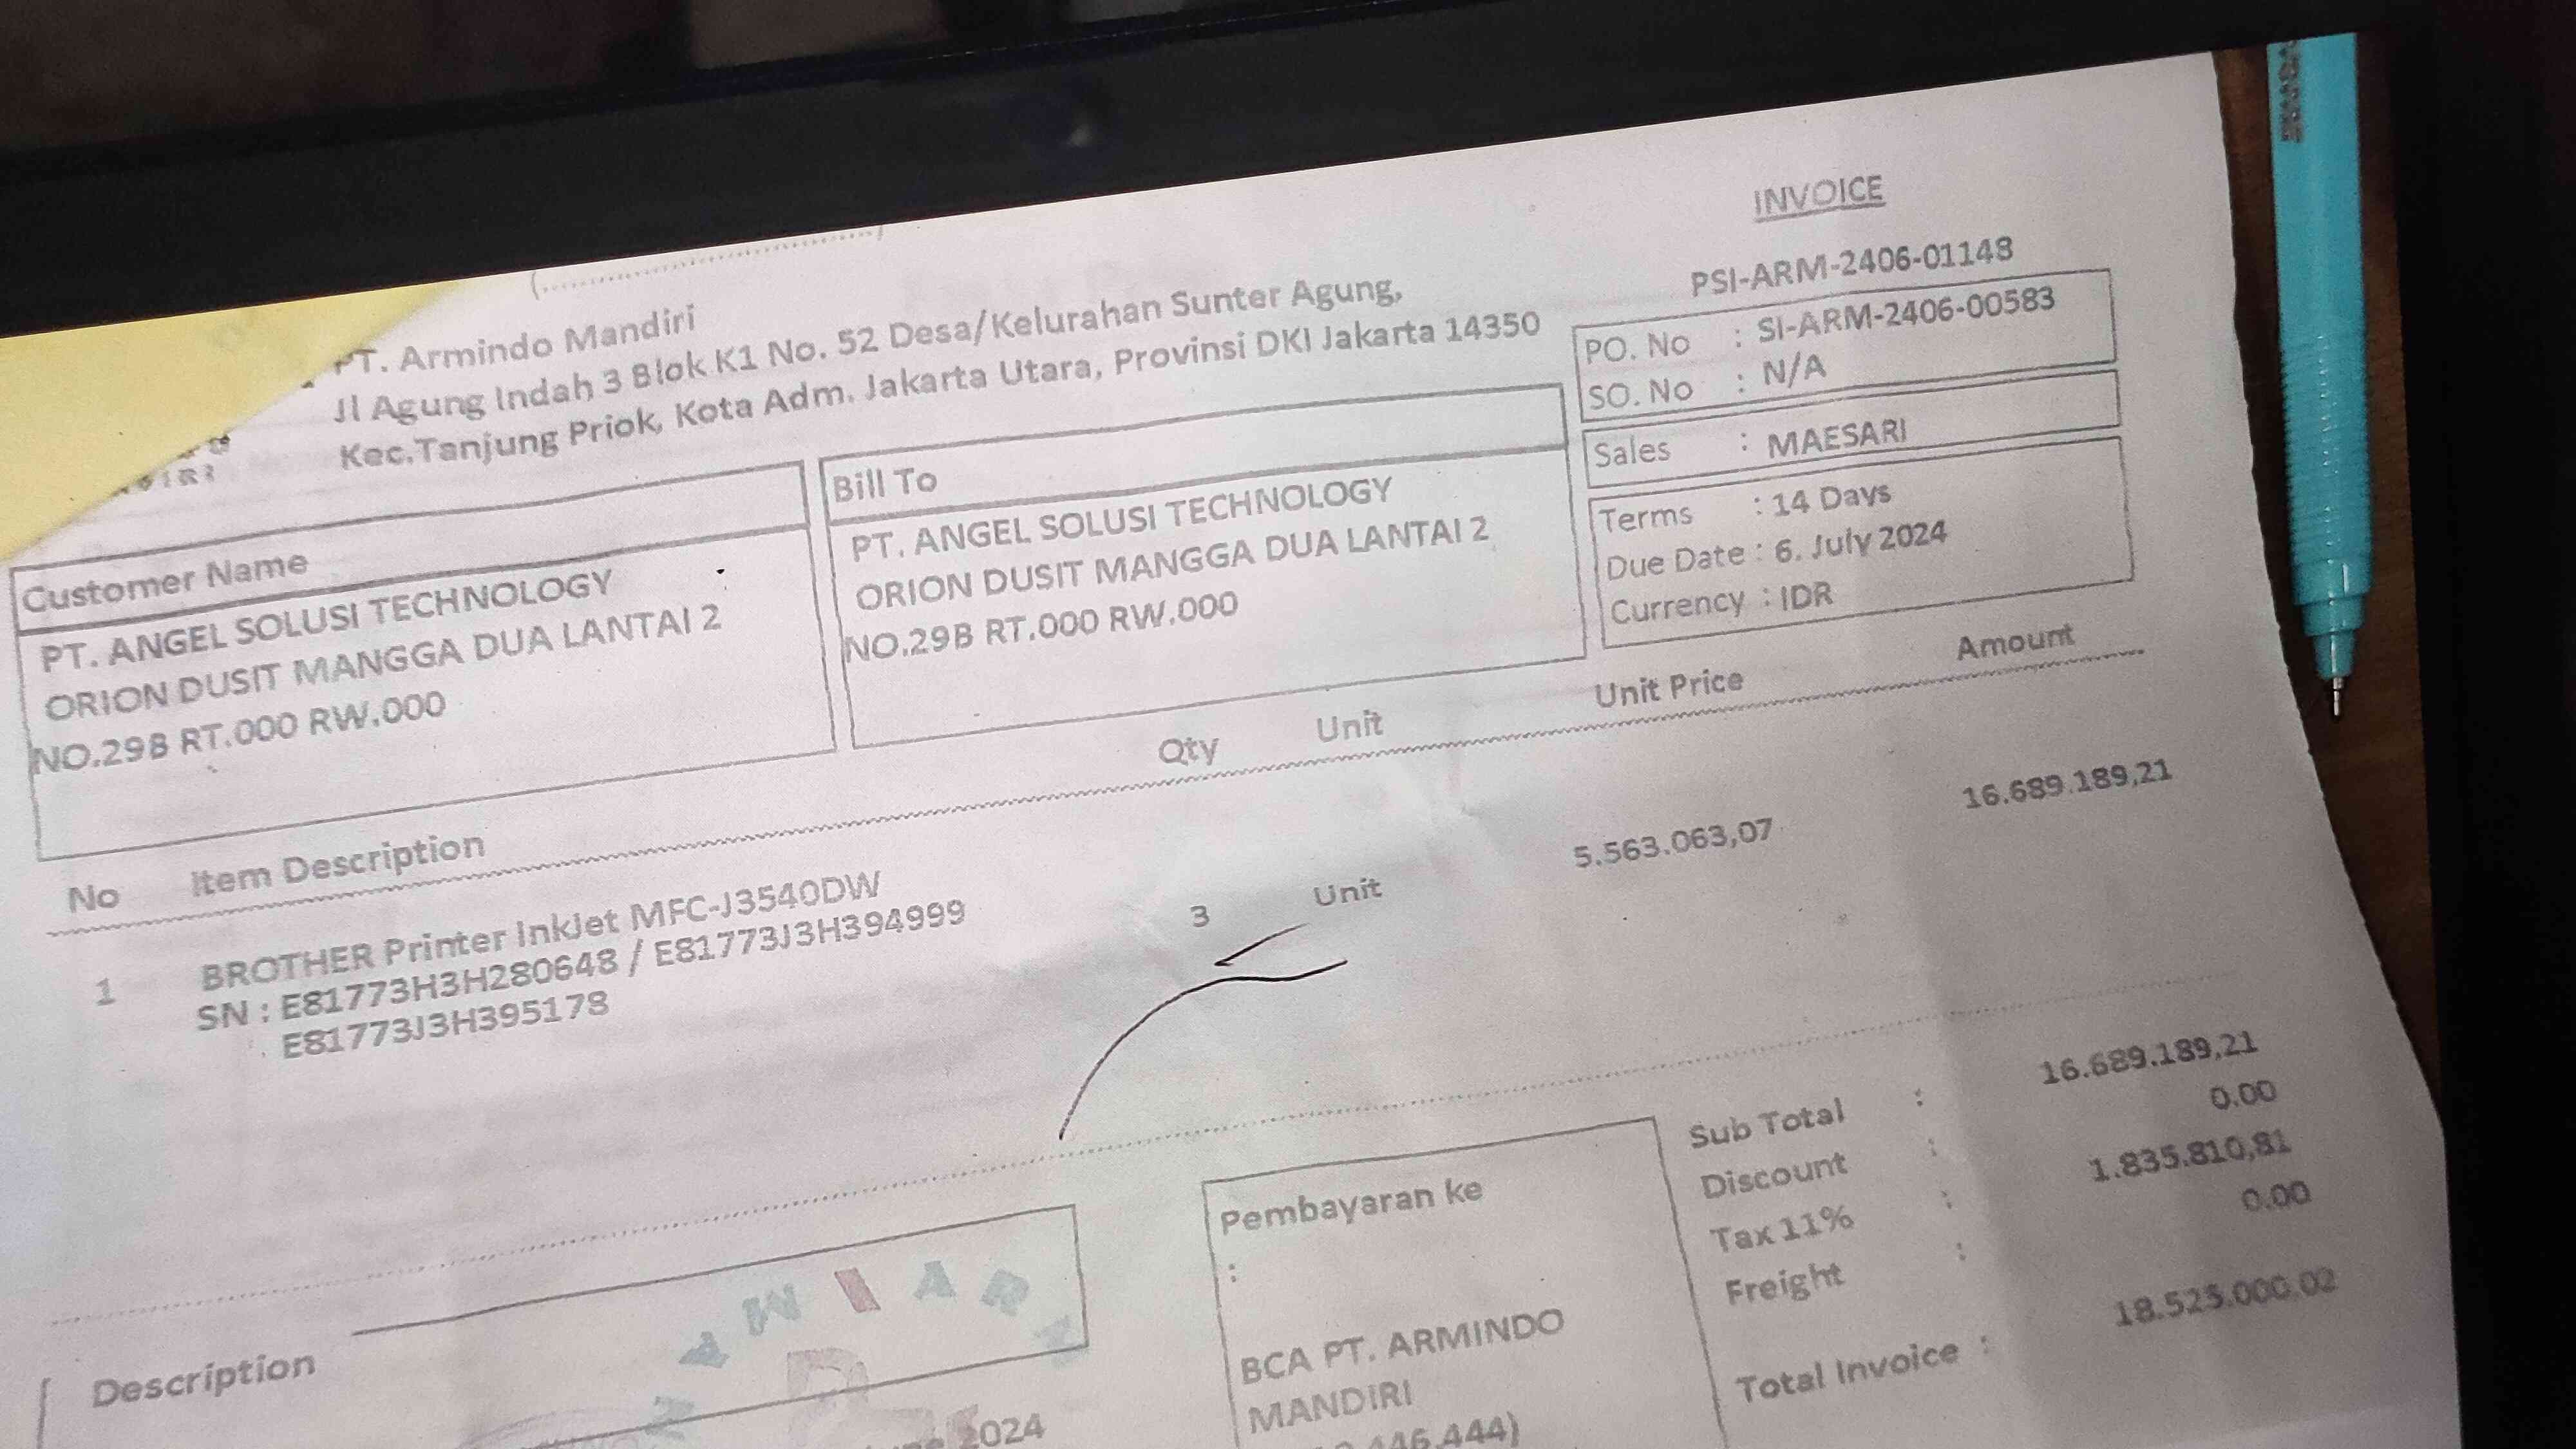 INVOICE
PSI-ARM-2406-01148
PT. Armindo Mandiri
Jl Agung Indah 3 Blok K1 No. 52 Desa/Kelurahan Sunter Agung,
Kec.Tanjung Priok, Kota Adm. Jakarta Utara, Provinsi DKI Jakarta 14350
PO. No : SI-ARM-2406-00583
SO. No : N/A
Sales : MAESARI
Terms : 14 Days
Due Date : 6. July 2024
Currency : IDR
Customer Name
PT. ANGEL SOLUSI TECHNOLOGY
ORION DUSIT MANGGA DUA LANTAI 2
NO.29B RT.000 RW.000
Bill To
PT. ANGEL SOLUSI TECHNOLOGY
ORION DUSIT MANGGA DUA LANTAI 2
NO.29B RT.000 RW.000
No Item Description Qty Unit Unit Price Amount
1 BROTHER Printer InkJet MFC-J3540DW 3 Unit 5.563.063,07 16.689.189,21
SN : E81773H3H280648 / E81773J3H394999
E81773J3H395178
Sub Total : 16.689.189,21
Discount : 0.00
Tax 11% : 1.835.810,81
Freight : 0.00
Total Invoice : 18.525.000,02
Pembayaran ke
:
BCA PT. ARMINDO
MANDIRI
446.444)
Description
2024